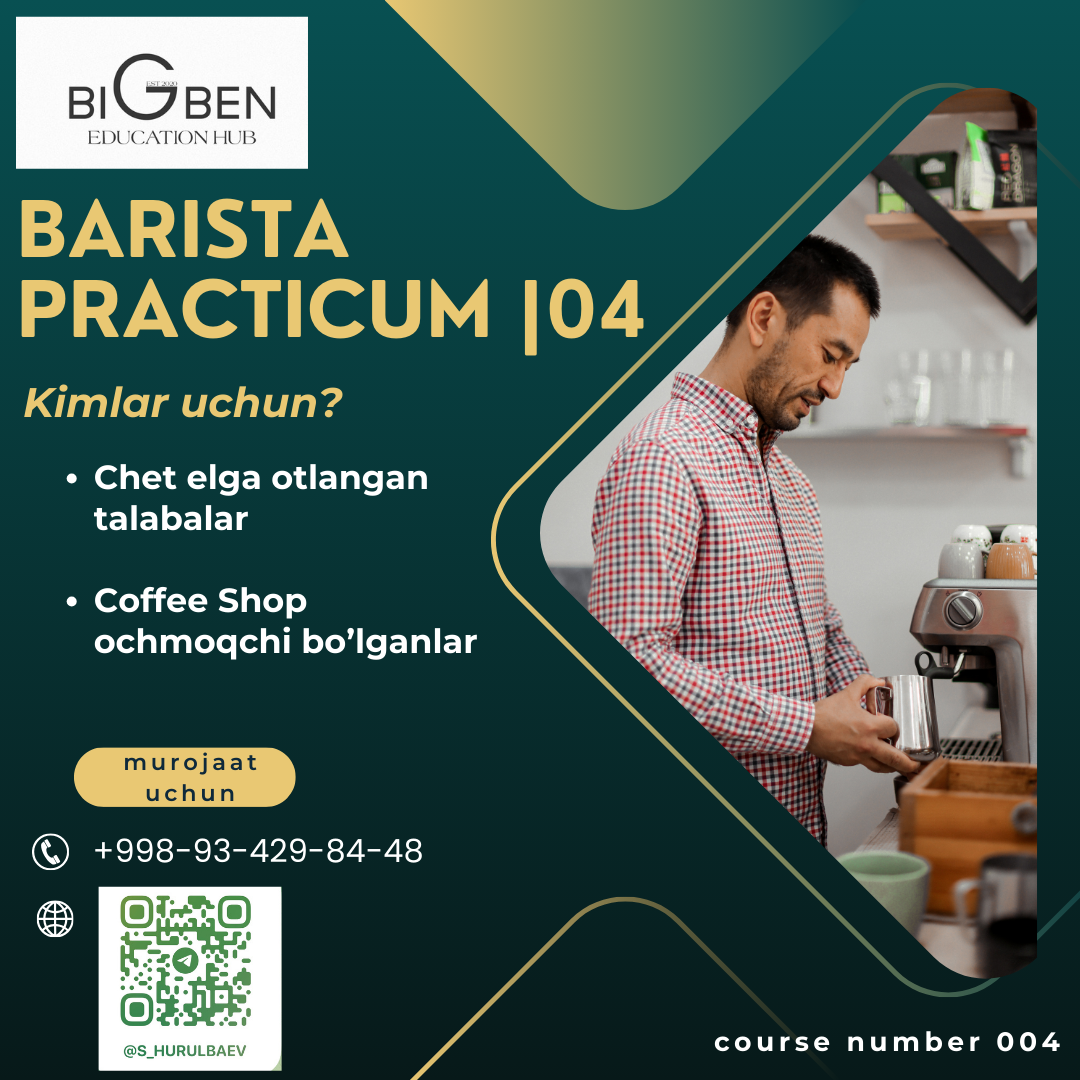 EST 2020
BIGBEN
EDUCATION HUB
BARISTA
PRACTICUM |04
Kimlar uchun?
• Chet elga otlangan
talabalar
• Coffee Shop
ochmoqchi bo’lganlar
murojaat
uchun
+998-93-429-84-48
@S_HURULBAEV
course number 004